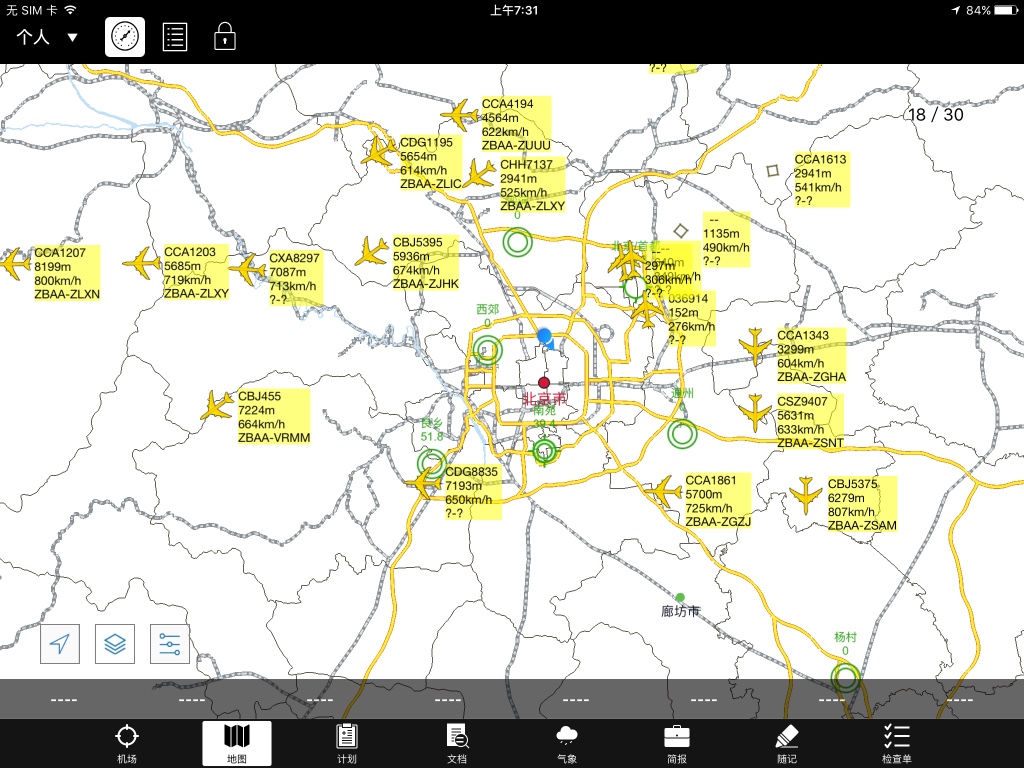 无 SIM 卡
上午7:31
84%
个人
?-?
18 / 30
CCA4194
4564m
622km/h
ZBAA-ZUUU
CDG1195
5654m
614km/h
ZBAA-ZLIC
CHH7137
2941m
525km/h
ZBAA-ZLXY
0
CCA1613
2941m
541km/h
?-?
--
1135m
490km/h
?-?
CCA1207
8199m
800km/h
ZBAA-ZLXN
CCA1203
5685m
719km/h
ZBAA-ZLXY
CXA8297
7087m
713km/h
?-?
CBJ5395
5936m
674km/h
ZBAA-ZJHK
297m
306km/h
?-?
036914
152m
276km/h
?-?
西郊
0
CCA1343
3299m
604km/h
ZBAA-ZGHA
北京市
南苑
39.4
通州
CBJ455
7224m
664km/h
ZBAA-VRMM
良乡
51.8
CSZ9407
5631m
633km/h
ZBAA-ZSNT
CDG8835
7193m
650km/h
?-?
CCA1861
5700m
725km/h
ZBAA-ZGZJ
CBJ5375
6279m
807km/h
ZBAA-ZSAM
廊坊市
杨村
0
---- ---- ---- ---- ---- ---- ---- ----
机场
地图
计划
文档
气象
简报
随记
检查单